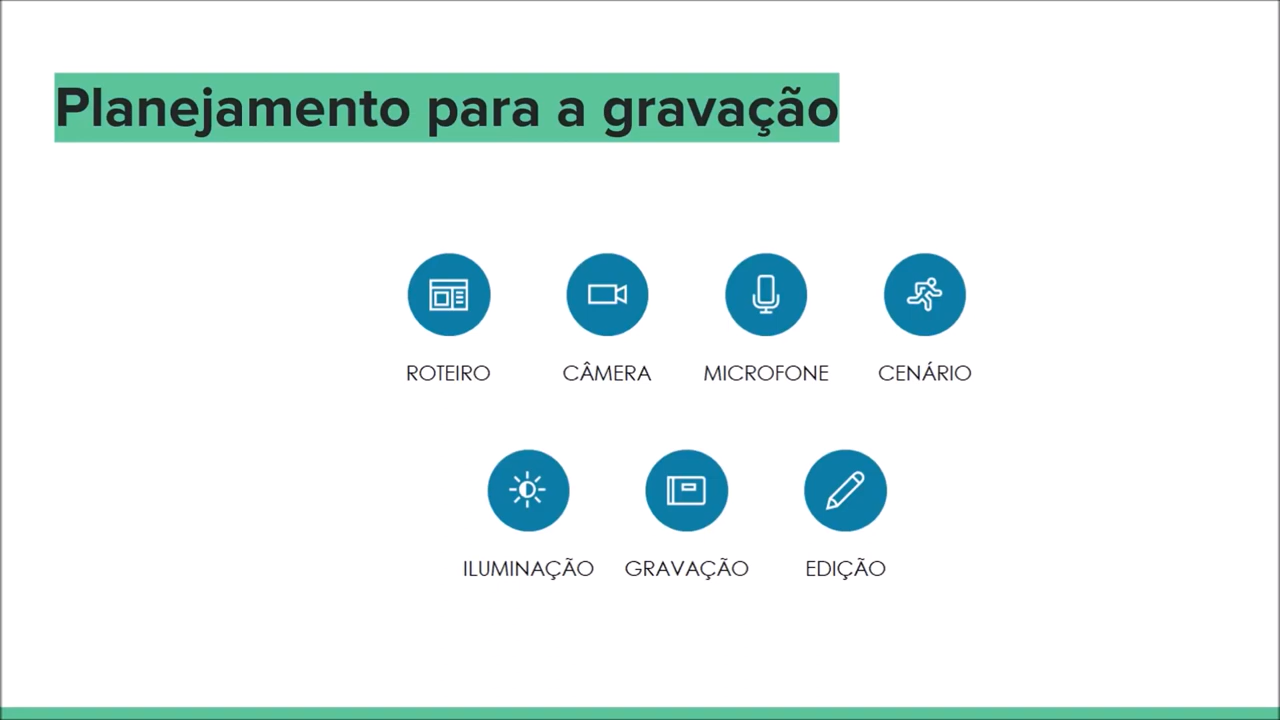 Planejamento para a gravação
ROTEIRO CÂMERA MICROFONE CENÁRIO
ILUMINAÇÃO GRAVAÇÃO EDIÇÃO